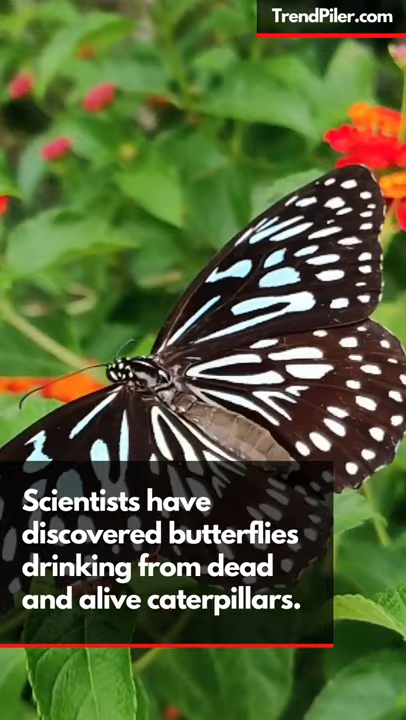 TrendPiler.com
Scientists have
discovered butterflies
drinking from dead
and alive caterpillars.